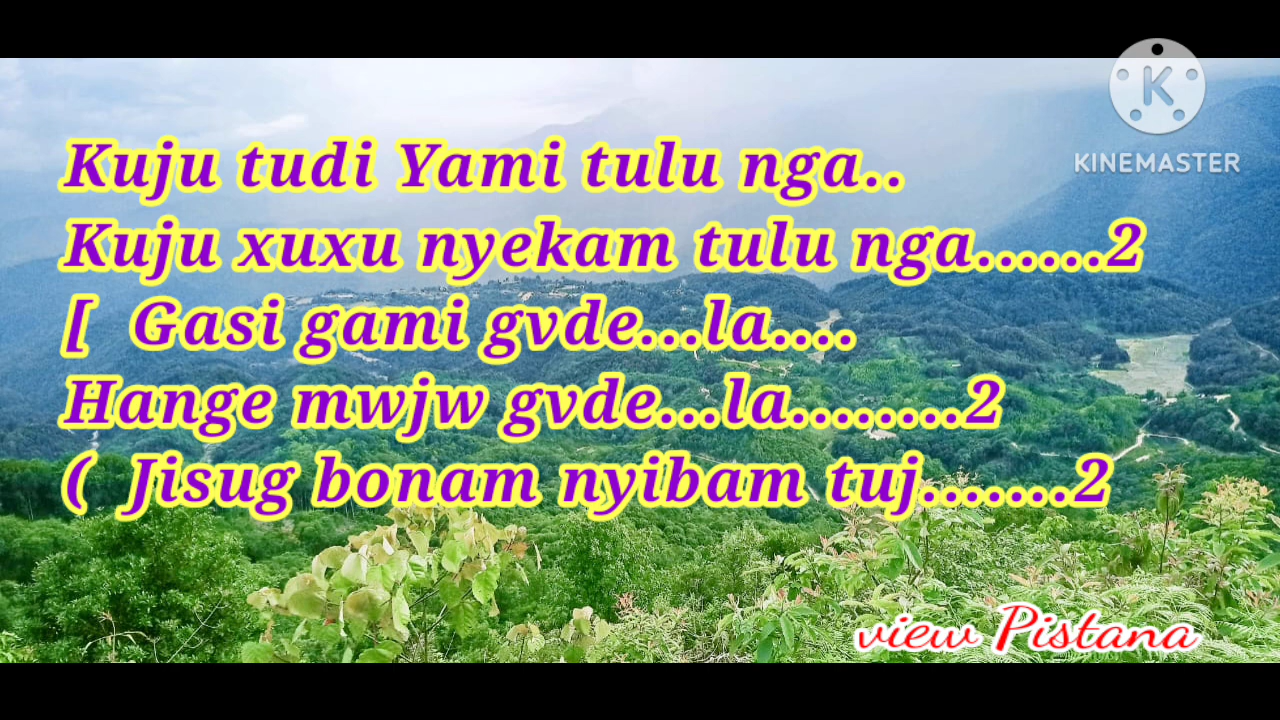 KINEMASTER
Kuju tudi Yami tulu nga..
Kuju xuxu nyekam tulu nga......2
[ Gasi gami gvde...la....
Hange mwjw gvde...la........2
( Jisug bonam nyibam tuj.......2
view Pistana